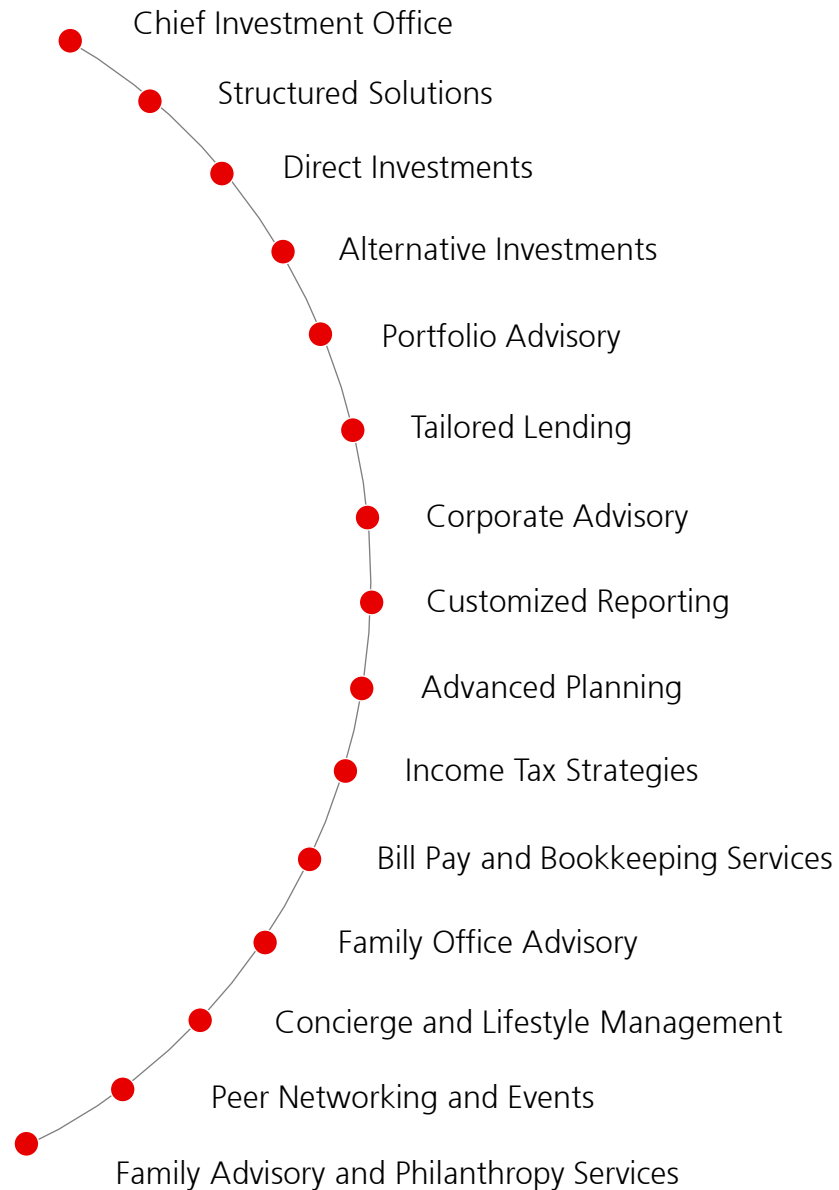 Chief Investment Office
Structured Solutions
Direct Investments
Alternative Investments
Portfolio Advisory
Tailored Lending
Corporate Advisory
Customized Reporting
Advanced Planning
Income Tax Strategies
Bill Pay and Bookkeeping Services
Family Office Advisory
Concierge and Lifestyle Management
Peer Networking and Events
Family Advisory and Philanthropy Services